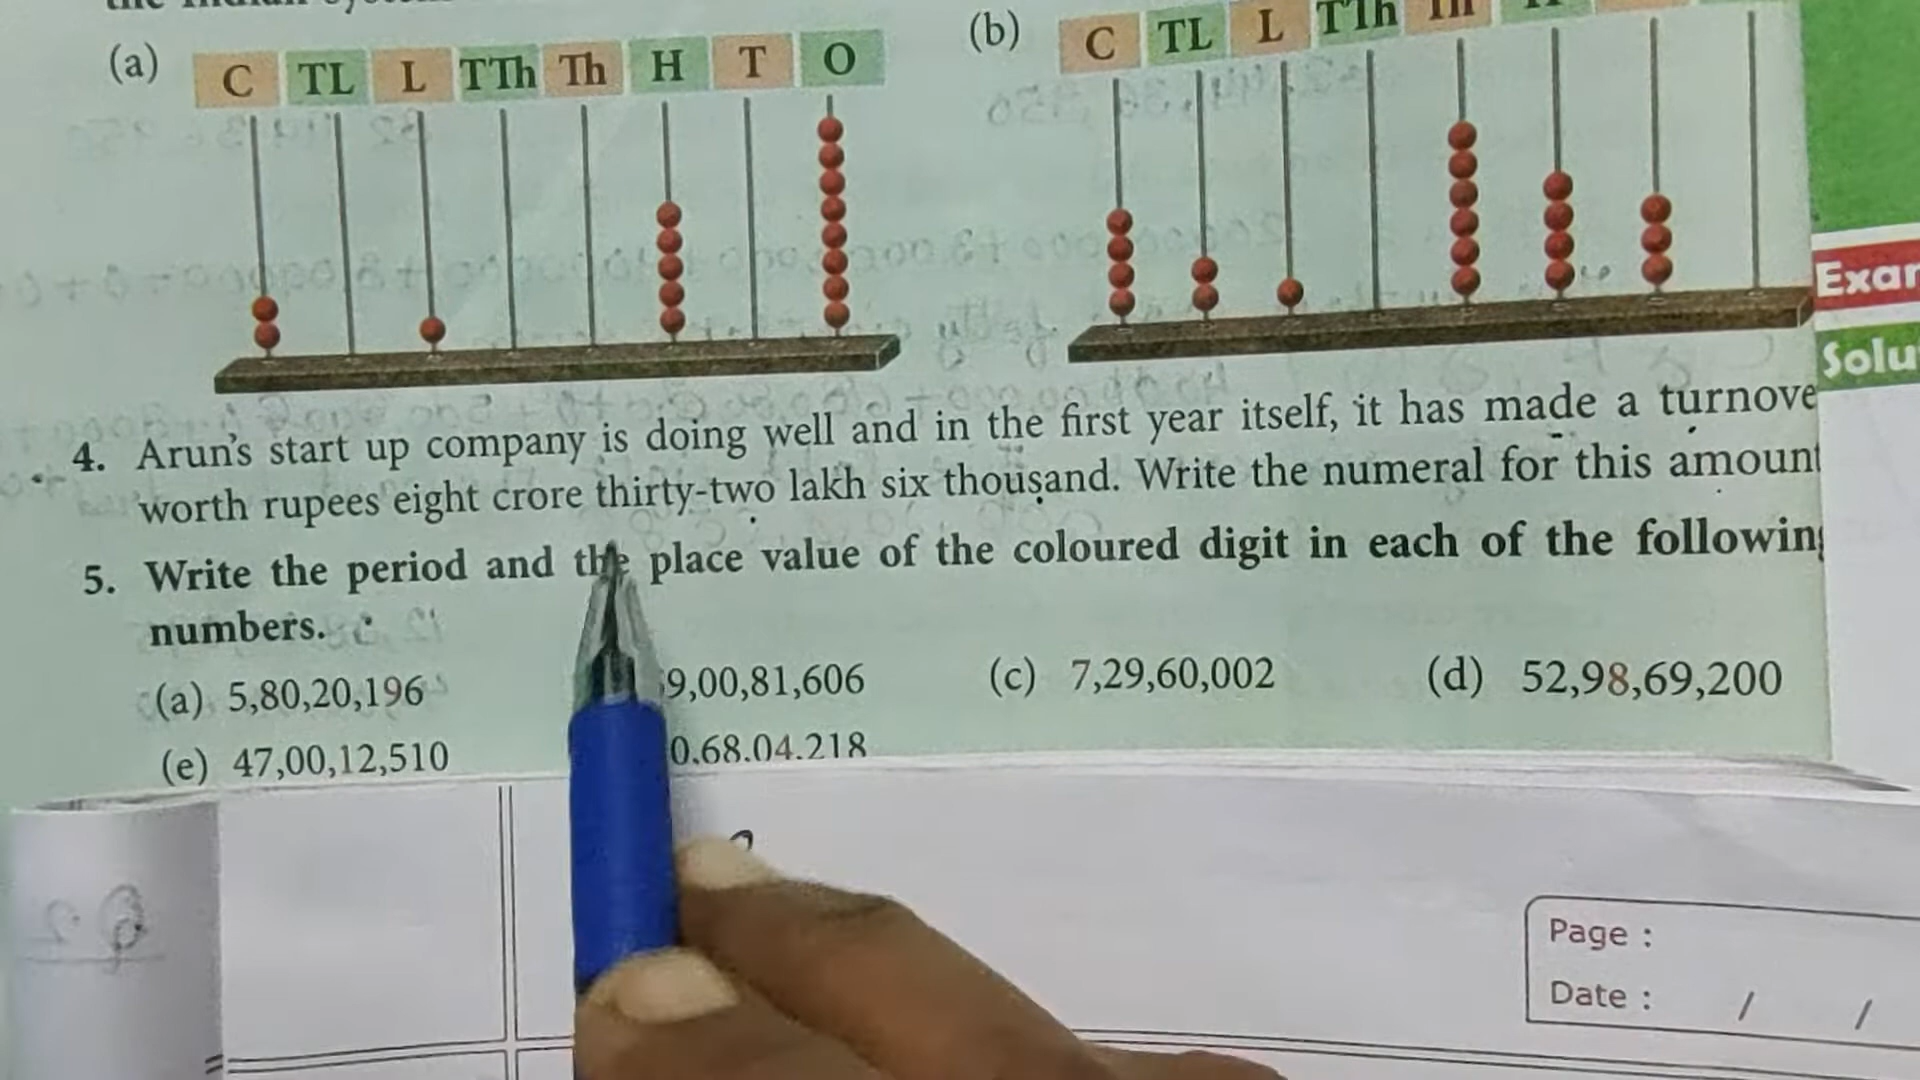 the Indian
(a) C TL L TTh Th H T O
(b) C TL L TTh Th
Exar
Solu
4. Arun's start up company is doing well and in the first year itself, it has made a turnove
worth rupees eight crore thirty-two lakh six thousand. Write the numeral for this amount
5. Write the period and the place value of the coloured digit in each of the following
numbers.
(a) 5,80,20,196 9,00,81,606 (c) 7,29,60,002 (d) 52,98,69,200
(e) 47,00,12,510 0,68,04,218
Page :
Date : / /